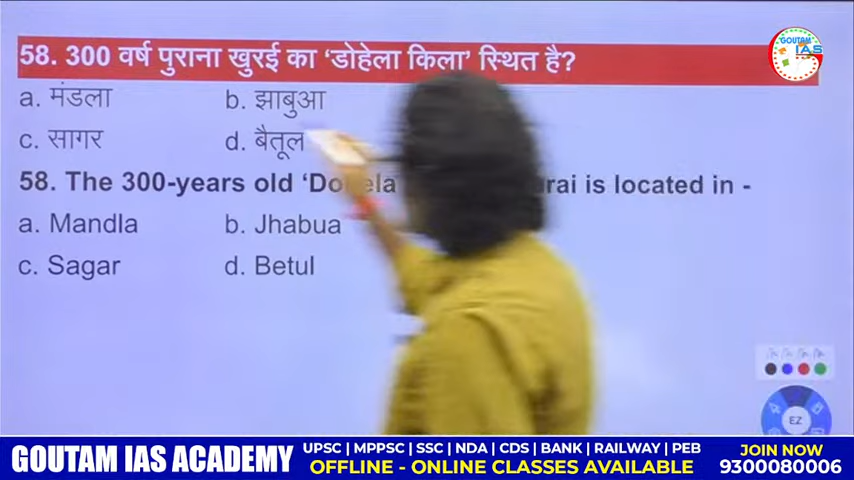 58. 300 वर्ष पुराना खुरई का ‘डोहेला किला’ स्थित है?
a. मंडला b. झाबुआ
c. सागर d. बैतूल
58. The 300-years old ‘Dohela’ is located in -
a. Mandla b. Jhabua
c. Sagar d. Betul
GOUTAM IAS
EZ
GOUTAM IAS ACADEMY
UPSC | MPPSC | SSC | NDA | CDS | BANK | RAILWAY | PEB
OFFLINE - ONLINE CLASSES AVAILABLE
JOIN NOW
9300080006